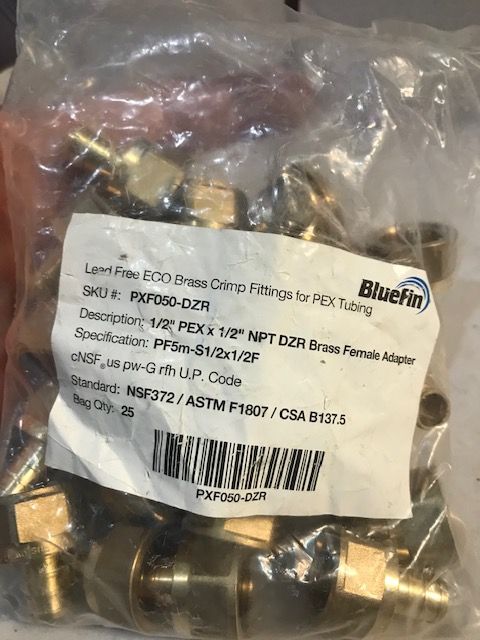 BlueFin
Lead Free ECO Brass Crimp Fittings for PEX Tubing
SKU #: PXF050-DZR
Description: 1/2" PEX x 1/2" NPT DZR Brass Female Adapter
Specification: PF5m-S1/2x1/2F
cNSF®us pw-G rfh U.P. Code
Standard: NSF372 / ASTM F1807 / CSA B137.5
Bag Qty: 25
PXF050-DZR